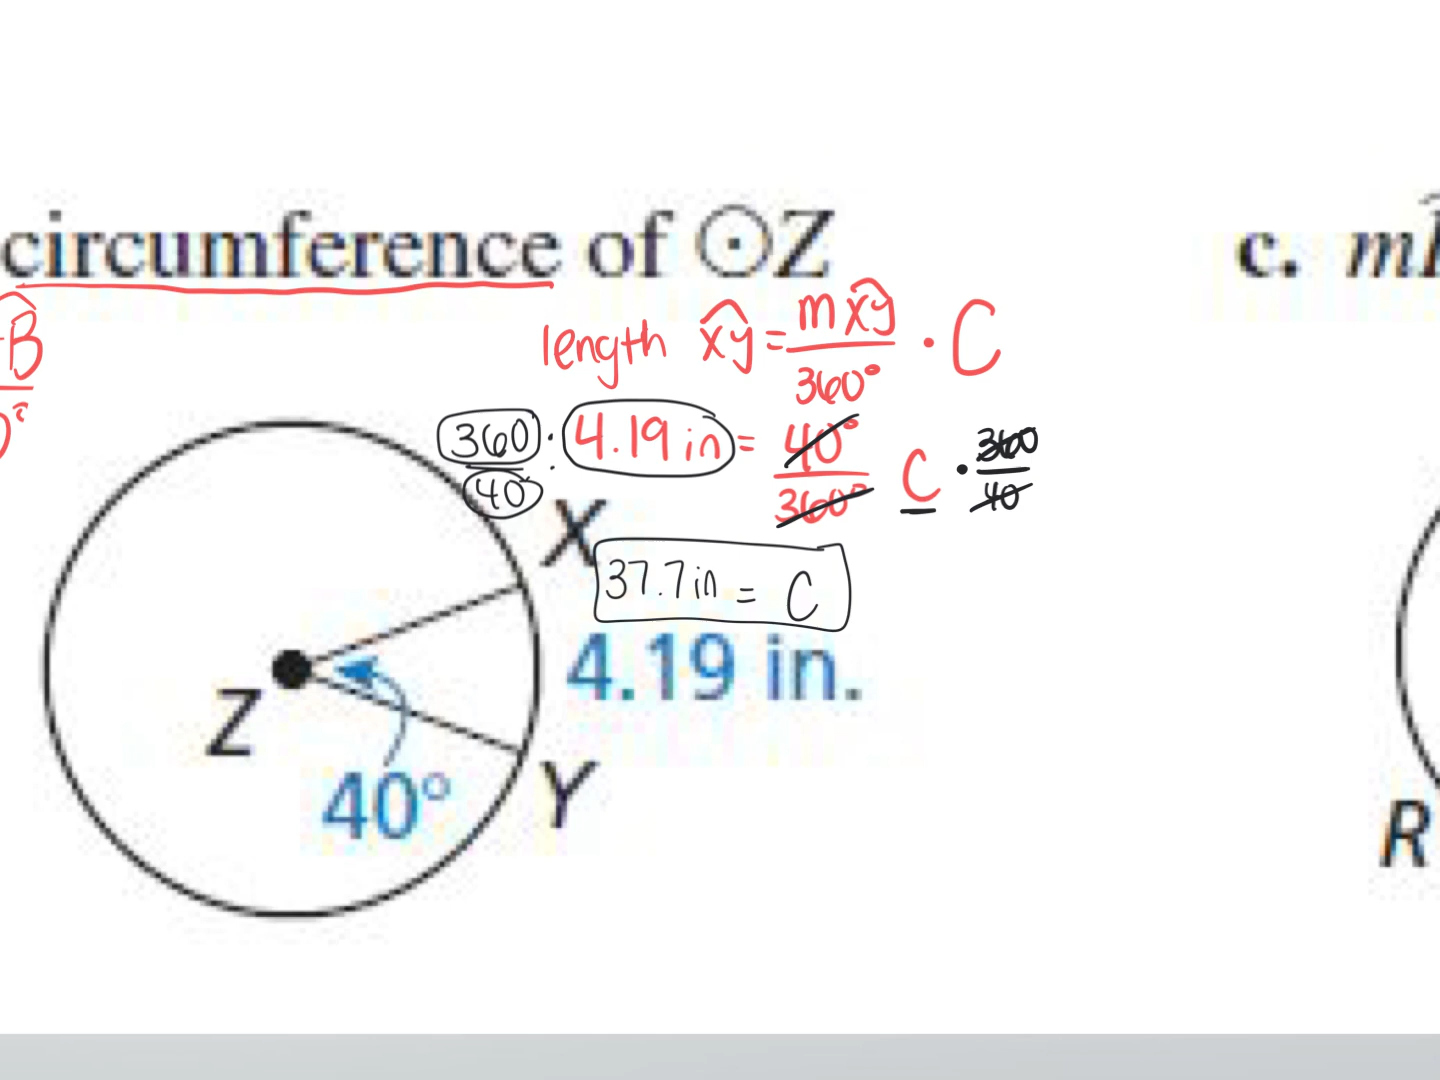 circumference of ⊙Z
c. m
B
length XY = mXY/360° · C
360/40 · 4.19 in = 40°/360° C · 360/40
X
37.7 in = C
4.19 in.
Z
40°
Y
R